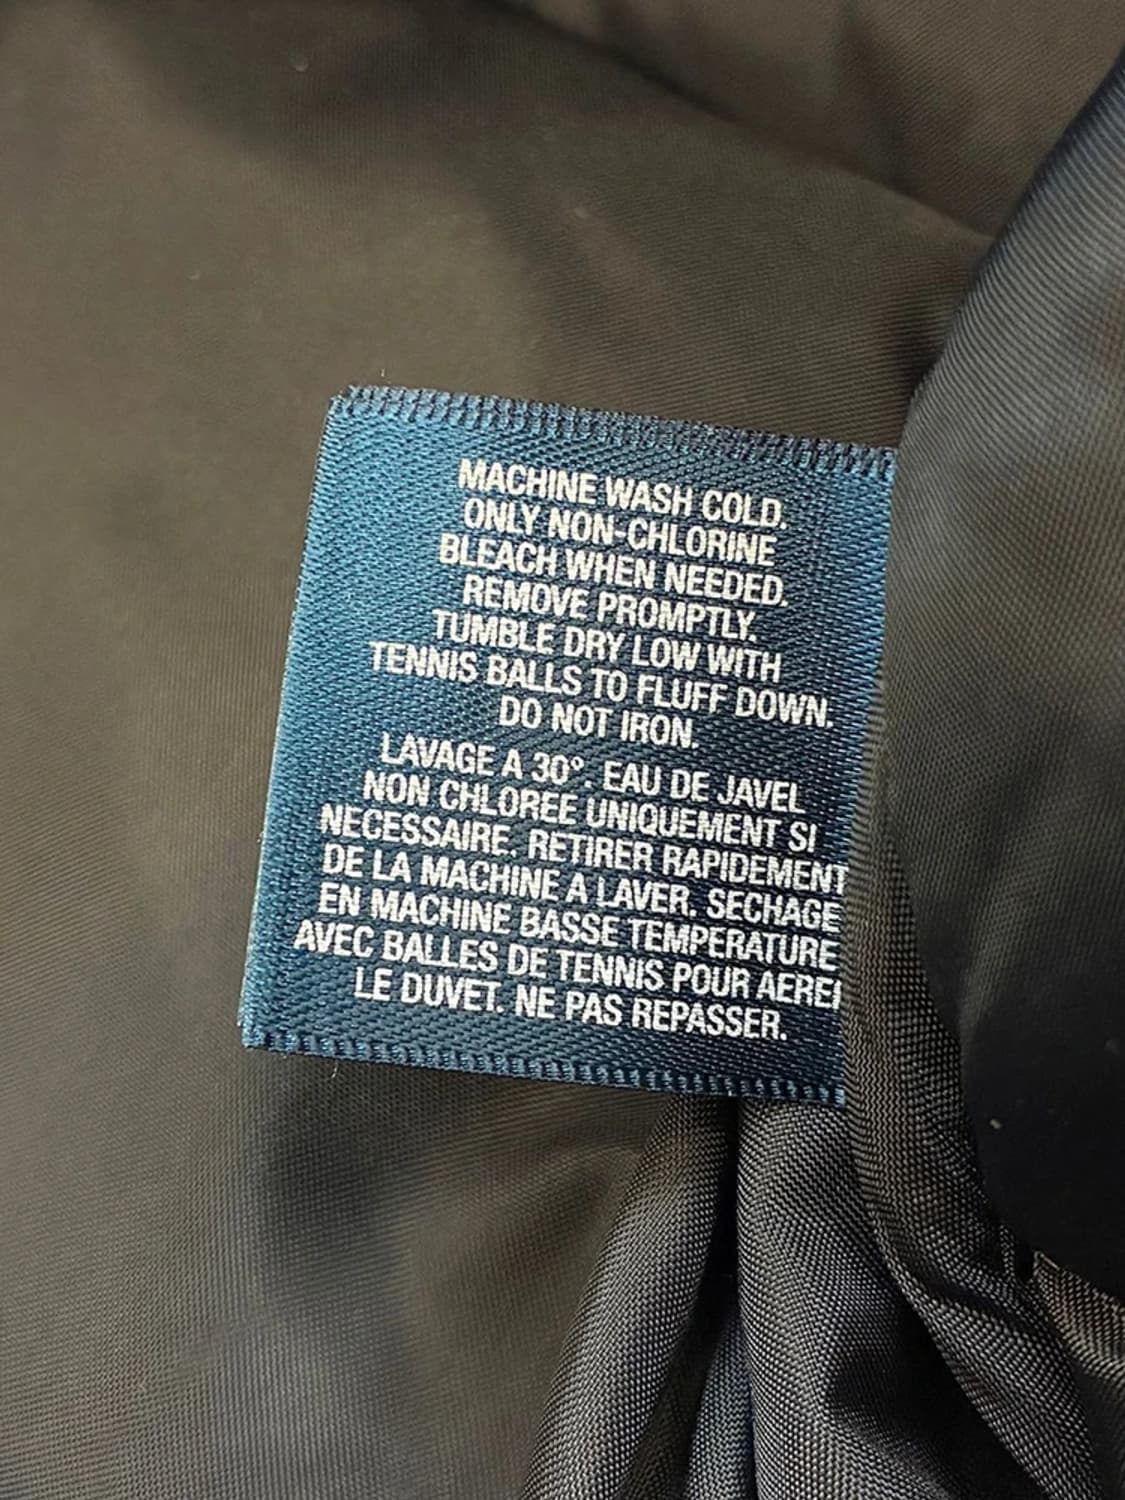 MACHINE WASH COLD.
ONLY NON-CHLORINE
BLEACH WHEN NEEDED.
REMOVE PROMPTLY.
TUMBLE DRY LOW WITH
TENNIS BALLS TO FLUFF DOWN.
DO NOT IRON.
LAVAGE A 30°. EAU DE JAVEL
NON CHLOREE UNIQUEMENT SI
NECESSAIRE. RETIRER RAPIDEMENT
DE LA MACHINE A LAVER. SECHAGE
EN MACHINE BASSE TEMPERATURE
AVEC BALLES DE TENNIS POUR AERER
LE DUVET. NE PAS REPASSER.